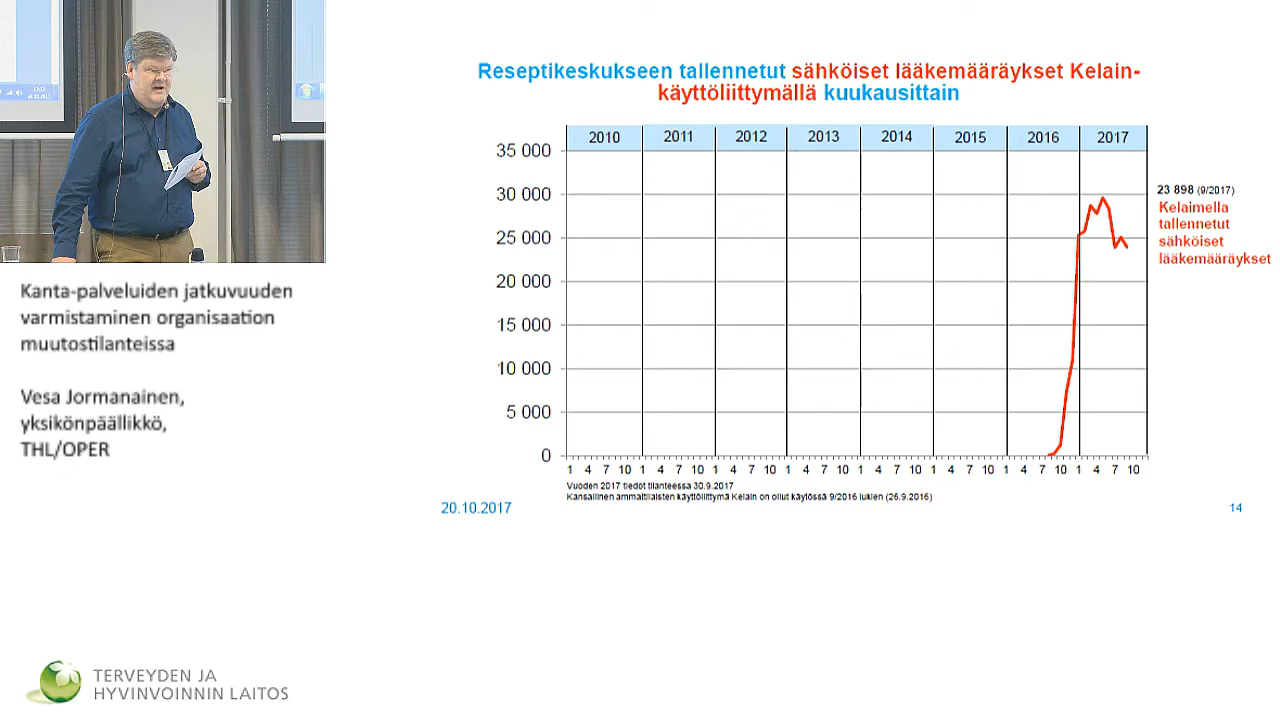 Reseptikeskukseen tallennetut sähköiset lääkemääräykset Kelain-
käyttöliittymällä kuukausittain
2010 2011 2012 2013 2014 2015 2016 2017
35 000
30 000
25 000
20 000
15 000
10 000
5 000
0
1 4 7 10 1 4 7 10 1 4 7 10 1 4 7 10 1 4 7 10 1 4 7 10 1 4 7 10 1 4 7 10
23 898 (9/2017)
Kelaimella
tallennetut
sähköiset
lääkemääräykset
Vuoden 2017 tiedot tilanteessa 30.9.2017
Kansallinen ammattilaisten käyttöliittymä Kelain on ollut käytössä 9/2016 lukien (26.9.2016)
20.10.2017
14
Kanta-palveluiden jatkuvuuden
varmistaminen organisaation
muutostilanteissa
Vesa Jormanainen,
yksikönpäällikkö,
THL/OPER
TERVEYDEN JA
HYVINVOINNIN LAITOS